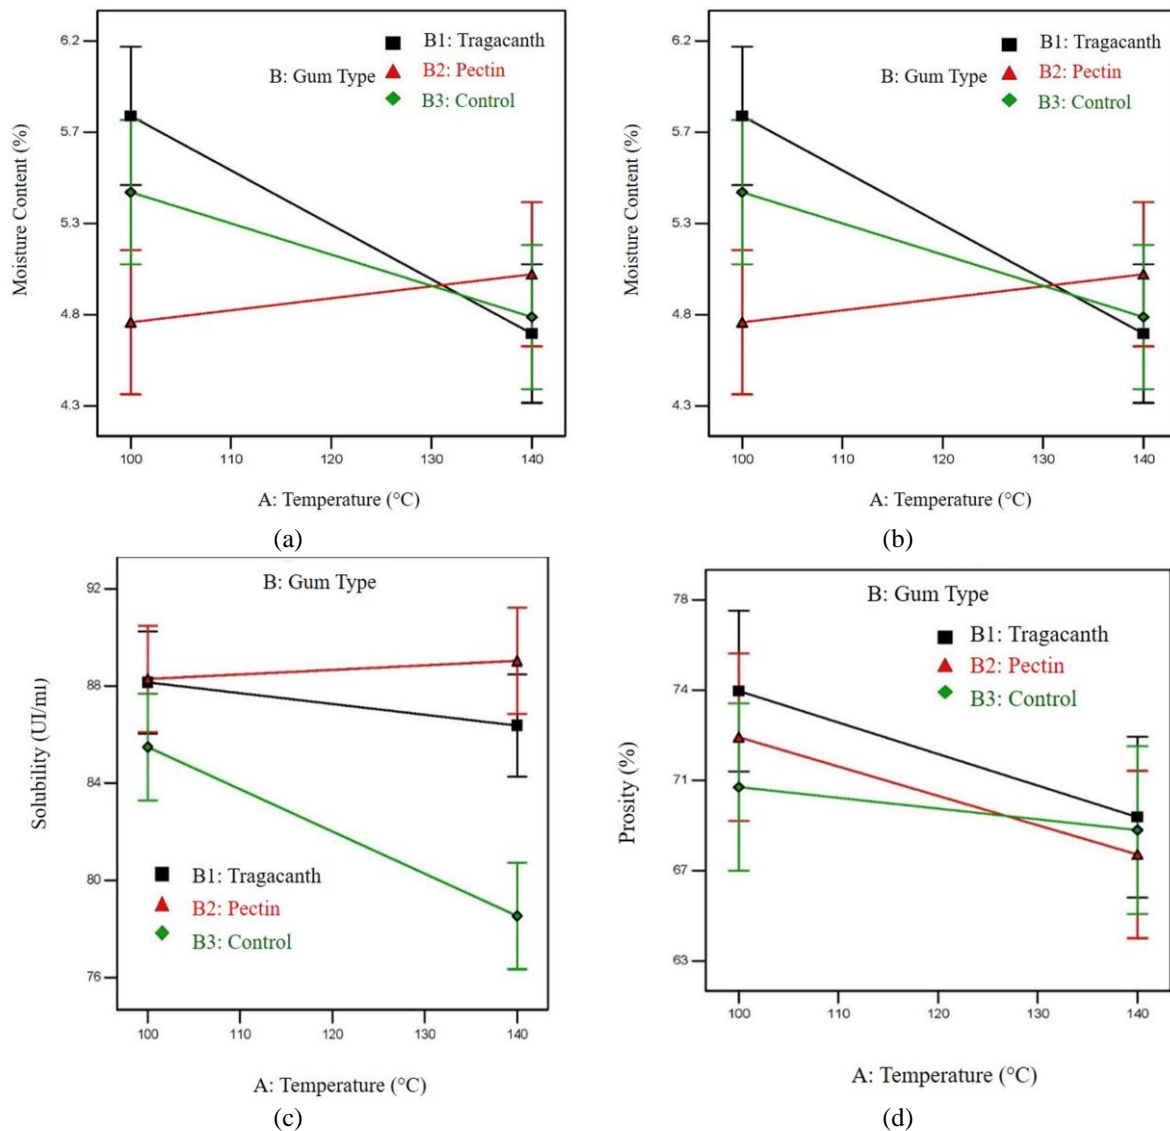 6.2
B1: Tragacanth
B: Gum Type
B2: Pectin
B3: Control
5.7
5.3
4.8
4.3
Moisture Content (%)
100 110 120 130 140
A: Temperature (°C)
(a)
6.2
B1: Tragacanth
B: Gum Type
B2: Pectin
B3: Control
5.7
5.3
4.8
4.3
Moisture Content (%)
100 110 120 130 140
A: Temperature (°C)
(b)
B: Gum Type
92
88
84
80
76
Solubility (UI/ml)
B1: Tragacanth
B2: Pectin
B3: Control
100 110 120 130 140
A: Temperature (°C)
(c)
B: Gum Type
78
B1: Tragacanth
B2: Pectin
B3: Control
74
71
67
63
Prosity (%)
100 110 120 130 140
A: Temperature (°C)
(d)